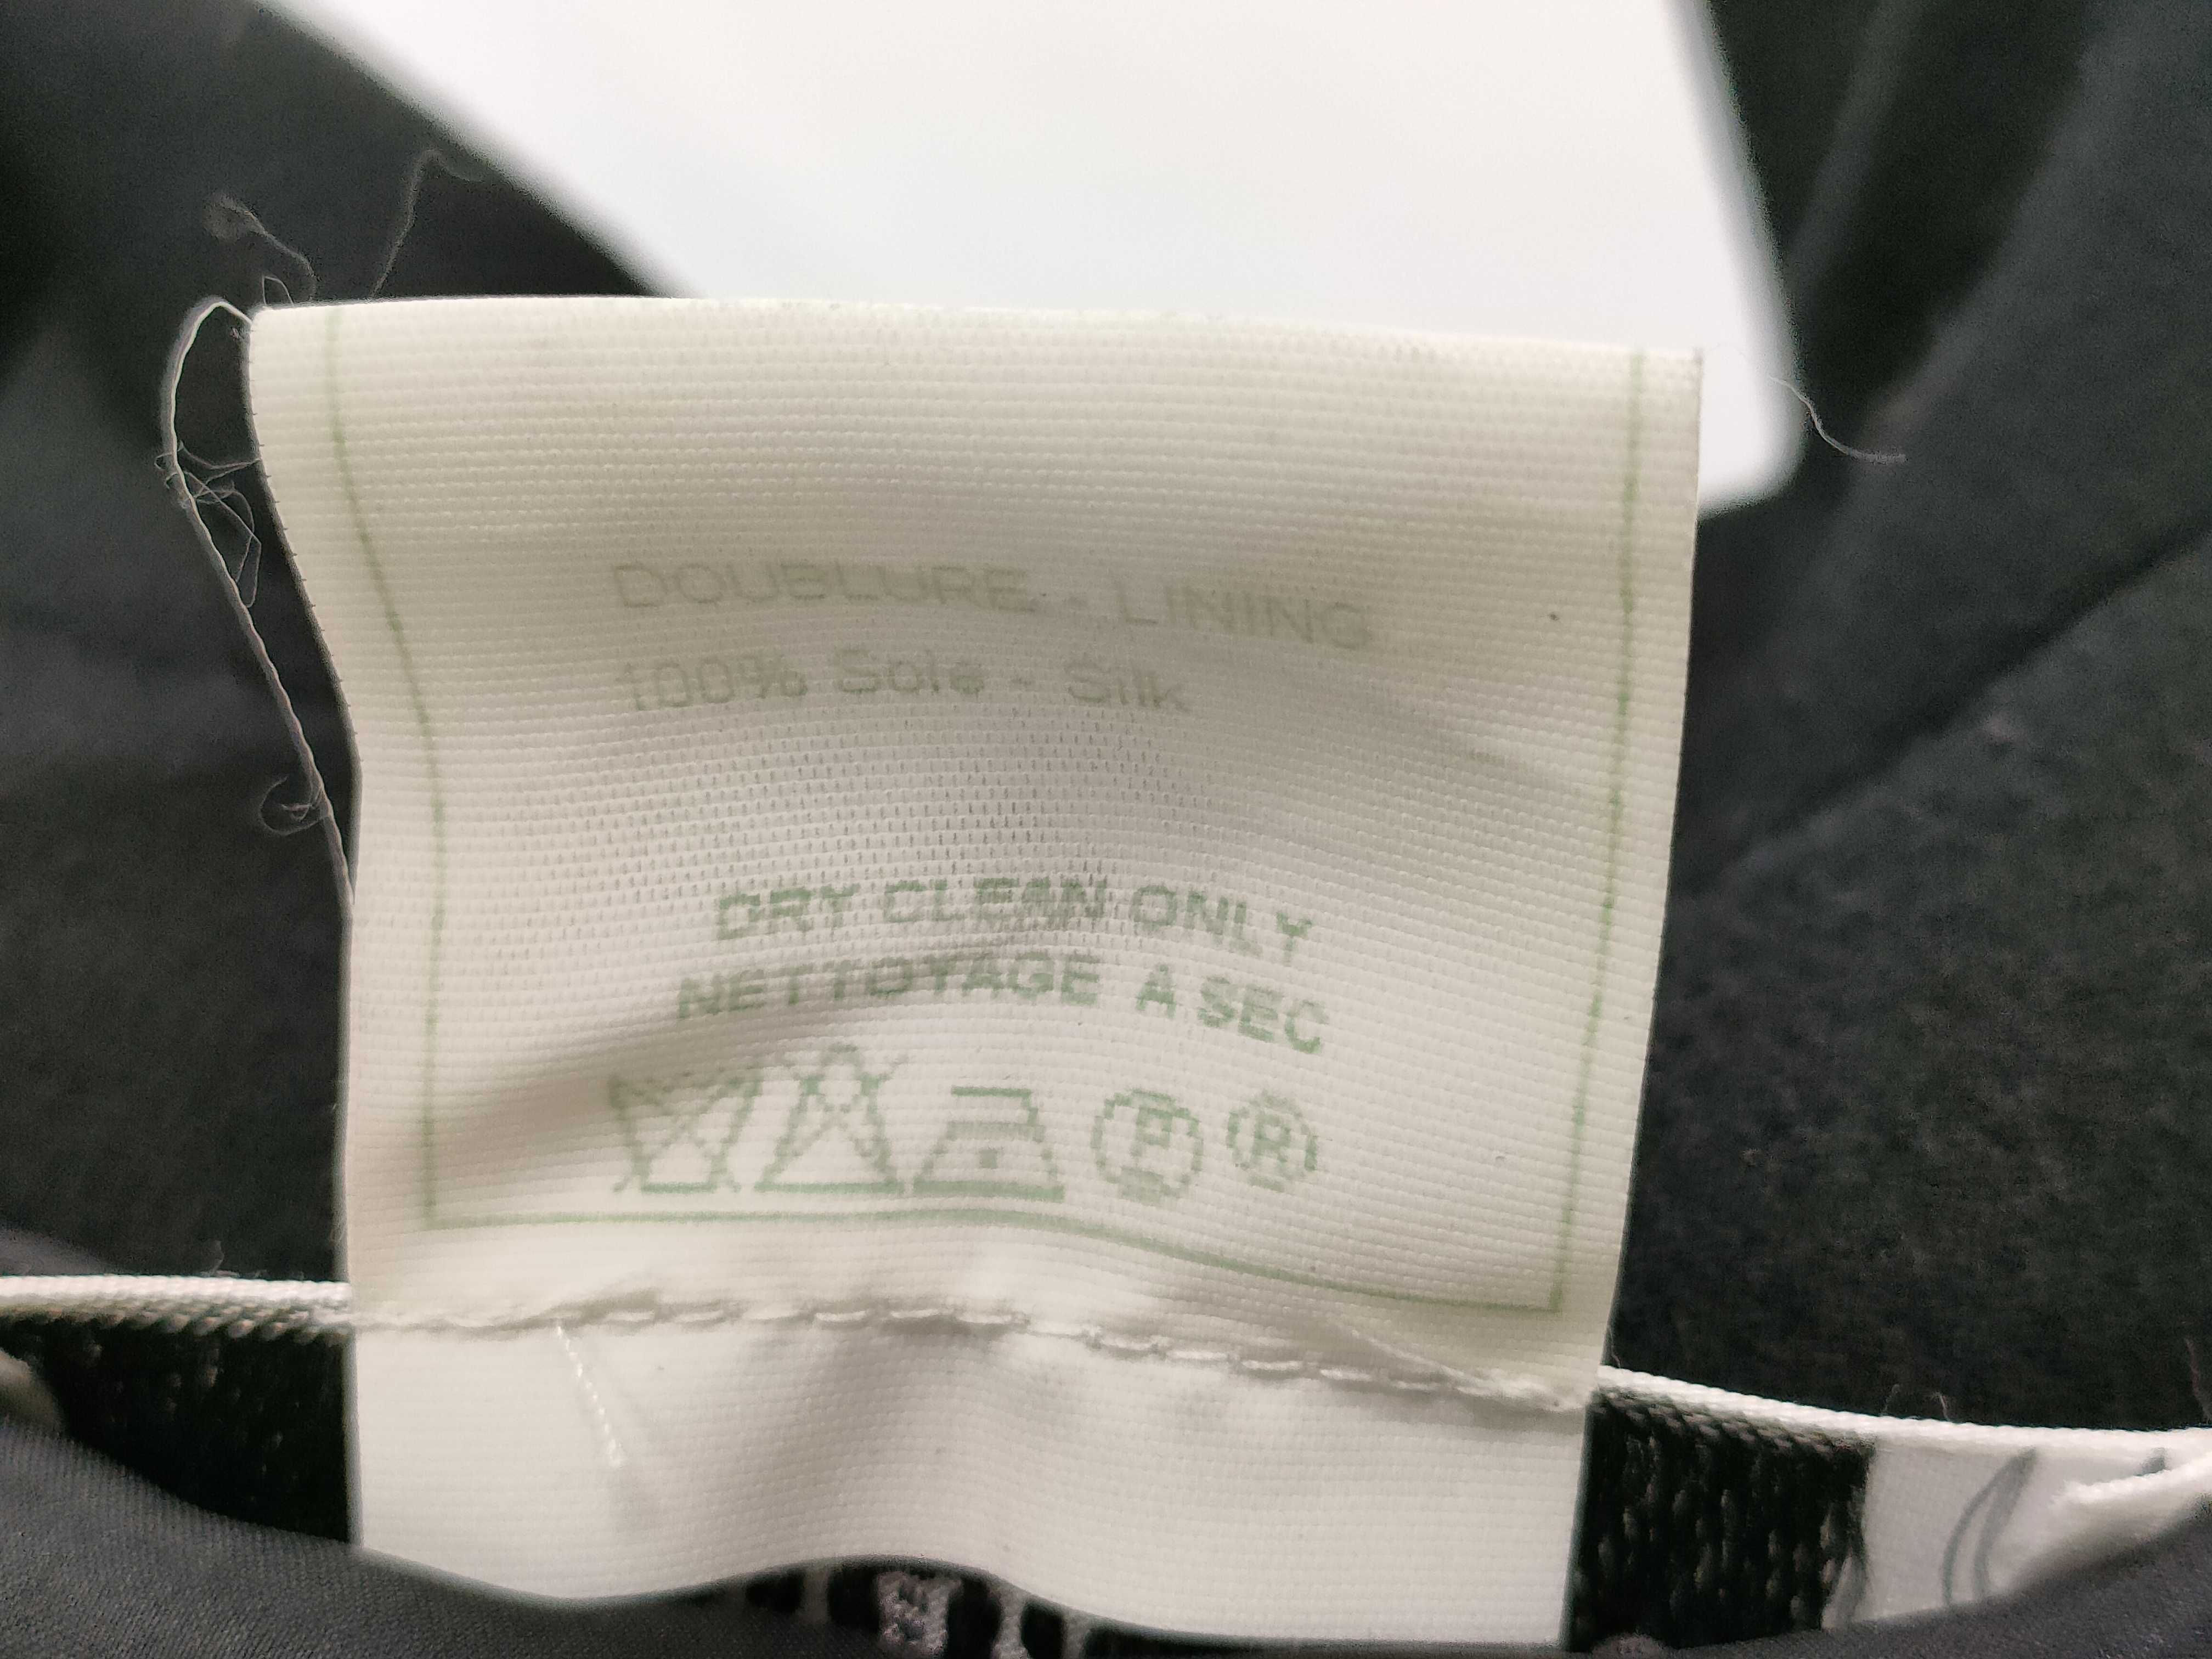 DOUBLURE - LINING
100% Soie - Silk
DRY CLEAN ONLY
NETTOYAGE A SEC
P R